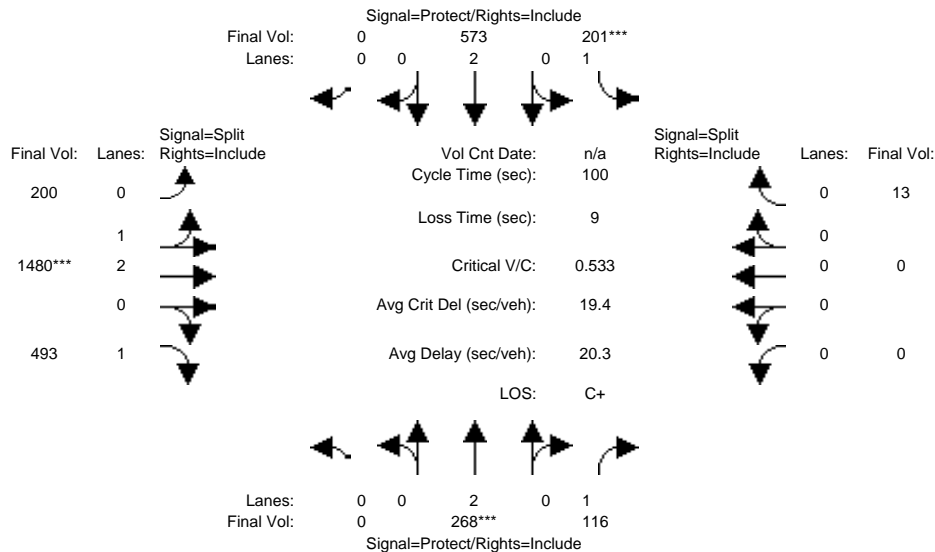 Signal=Protect/Rights=Include
Final Vol: 0 573 201***
Lanes: 0 0 2 0 1
Signal=Split Signal=Split
Final Vol: Lanes: Rights=Include Vol Cnt Date: n/a Rights=Include Lanes: Final Vol:
Cycle Time (sec): 100
200 0 0 13
Loss Time (sec): 9
1 0
1480*** 2 Critical V/C: 0.533 0 0
0 Avg Crit Del (sec/veh): 19.4 0
493 1 Avg Delay (sec/veh): 20.3 0 0
LOS: C+
Lanes: 0 0 2 0 1
Final Vol: 0 268*** 116
Signal=Protect/Rights=Include